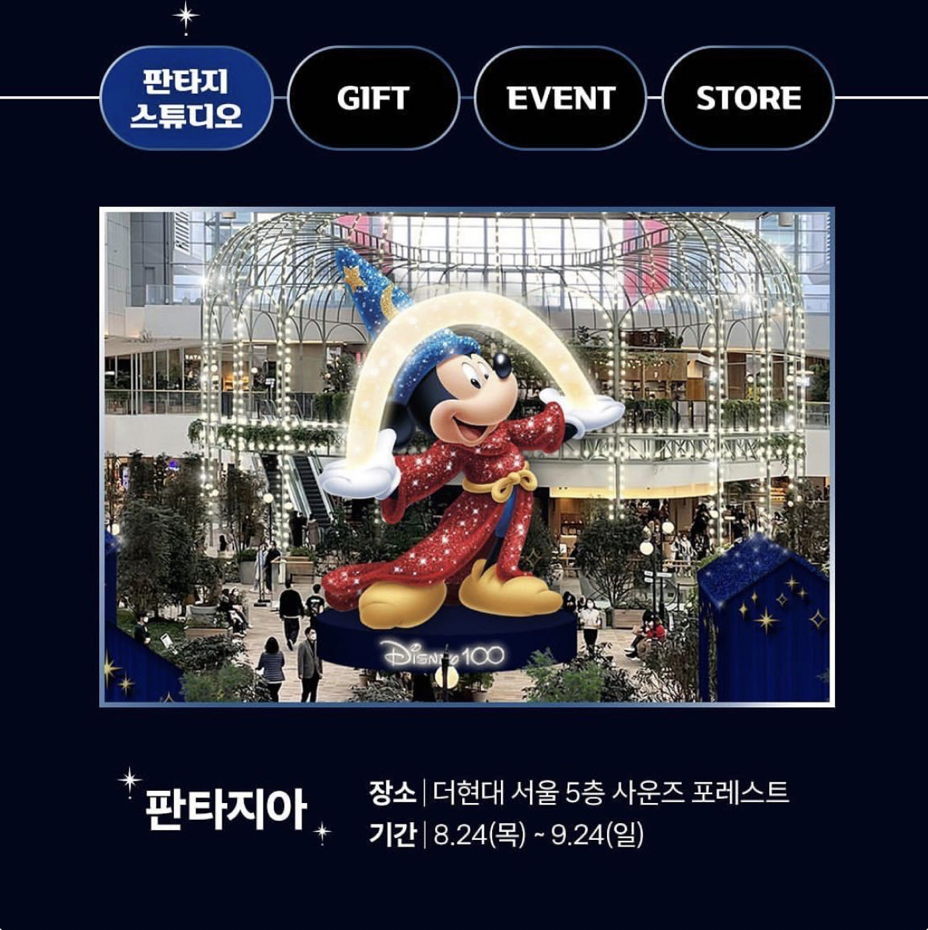 판타지
스튜디오
GIFT
EVENT
STORE
DISNEY 100
판타지아
장소 | 더현대 서울 5층 사운즈 포레스트
기간 | 8.24(목) ~ 9.24(일)